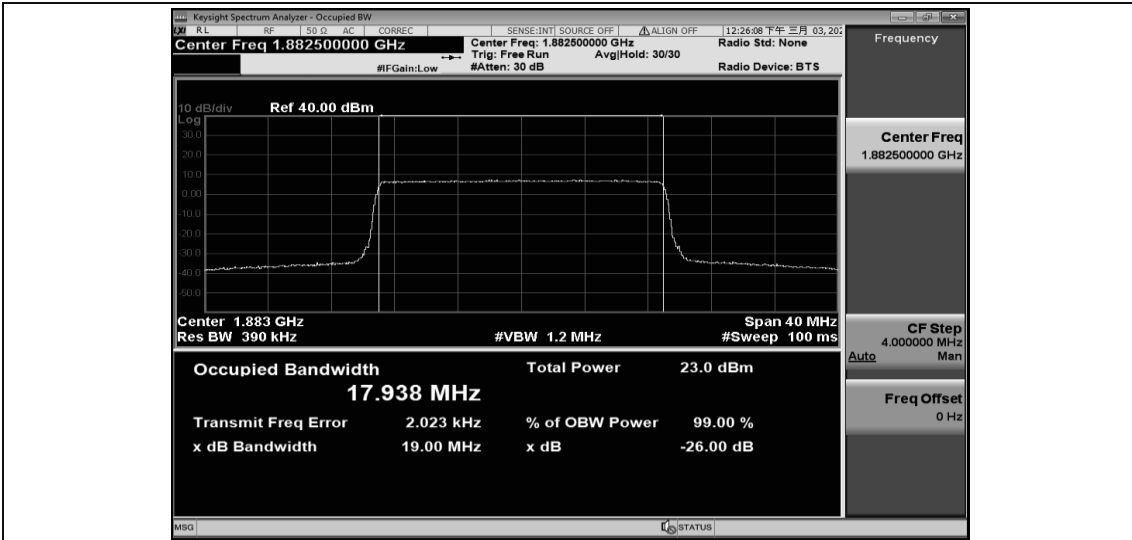 Keysight Spectrum Analyzer - Occupied BW
LXI RL RF 50 Ω AC CORREC SENSE:INT SOURCE OFF ALIGN OFF 12:26:08 下午 三月 03, 202
Center Freq 1.882500000 GHz
Center Freq: 1.882500000 GHz
Radio Std: None
Trig: Free Run Avg|Hold: 30/30
#IFGain:Low
#Atten: 30 dB
Radio Device: BTS
10 dB/div Ref 40.00 dBm
Log
30.0
20.0
10.0
0.00
-10.0
-20.0
-30.0
-40.0
-50.0
Center 1.883 GHz Span 40 MHz
Res BW 390 kHz #VBW 1.2 MHz #Sweep 100 ms
Occupied Bandwidth Total Power 23.0 dBm
17.938 MHz
Transmit Freq Error 2.023 kHz % of OBW Power 99.00 %
x dB Bandwidth 19.00 MHz x dB -26.00 dB
MSG STATUS
Frequency
Center Freq
1.882500000 GHz
CF Step
4.000000 MHz
Auto Man
Freq Offset
0 Hz